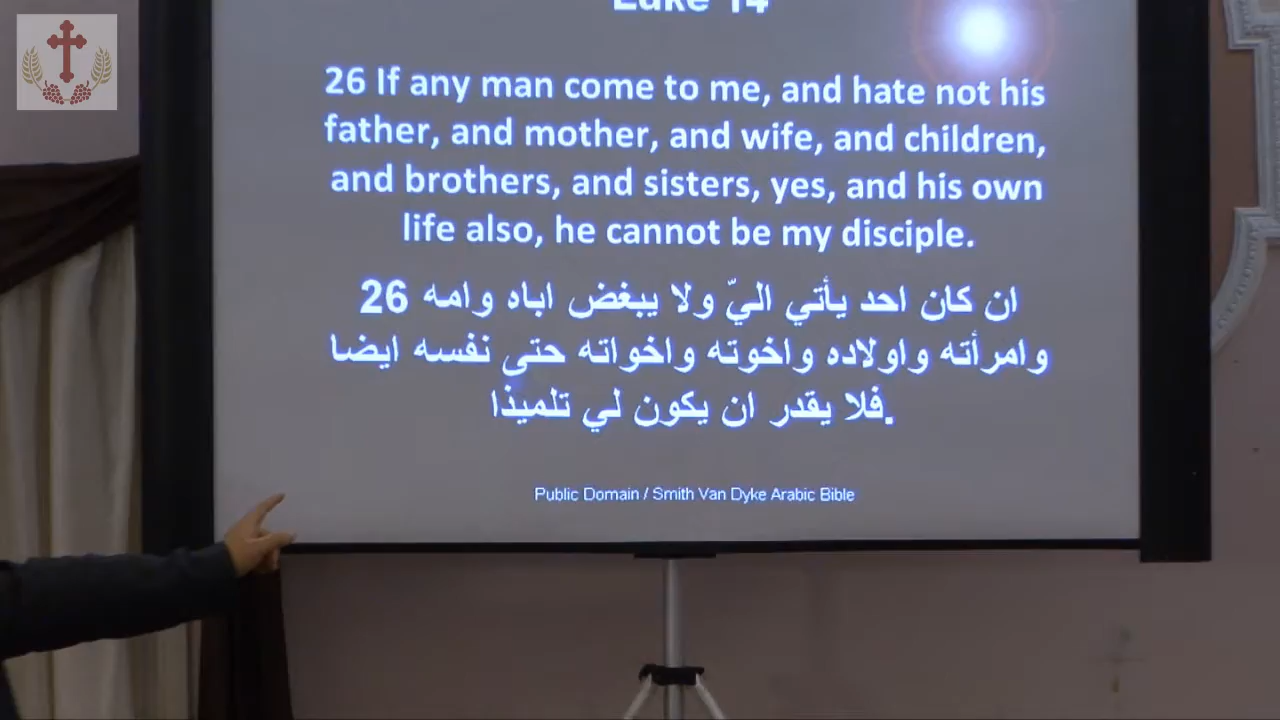 Luke 14
26 If any man come to me, and hate not his
father, and mother, and wife, and children,
and brothers, and sisters, yes, and his own
life also, he cannot be my disciple.
26 ان كان احد يأتي اليّ ولا يبغض اباه وامه
وامرأته واولاده واخوته واخواته حتى نفسه ايضا
فلا يقدر ان يكون لي تلميذا.
Public Domain / Smith Van Dyke Arabic Bible